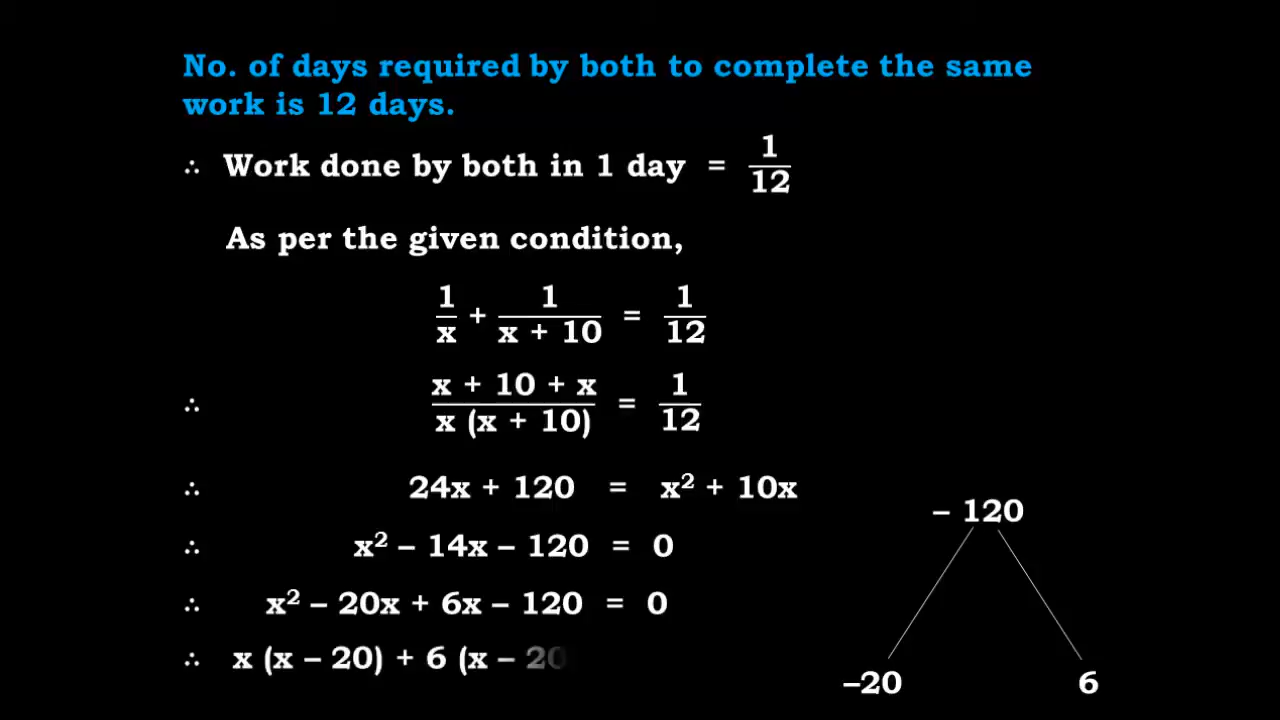 No. of days required by both to complete the same
work is 12 days.
∴ Work done by both in 1 day = 1/12
As per the given condition,
1/x + 1/(x + 10) = 1/12
∴ (x + 10 + x)/(x (x + 10)) = 1/12
∴ 24x + 120 = x² + 10x
∴ x² – 14x – 120 = 0
∴ x² – 20x + 6x – 120 = 0
∴ x (x – 20) + 6 (x – 20
– 120
–20 6